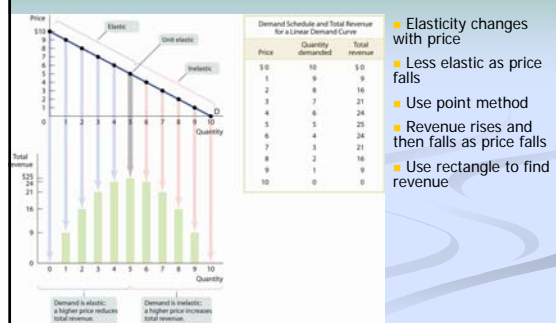 Price
$10
9
8
7
6
5
4
3
2
1
0 1 2 3 4 5 6 7 8 9 10
Quantity
Elastic
Unit elastic
Inelastic
D
Total
revenue
$25
24
21
16
9
0
0 1 2 3 4 5 6 7 8 9 10
Quantity
Demand is elastic:
a higher price reduces
total revenue.
Demand is inelastic:
a higher price increases
total revenue.
Demand Schedule and Total Revenue
for a Linear Demand Curve
Price Quantity demanded Total revenue
$0 10 $0
1 9 9
2 8 16
3 7 21
4 6 24
5 5 25
6 4 24
7 3 21
8 2 16
9 1 9
10 0 0
Elasticity changes
with price
Less elastic as price
falls
Use point method
Revenue rises and
then falls as price falls
Use rectangle to find
revenue